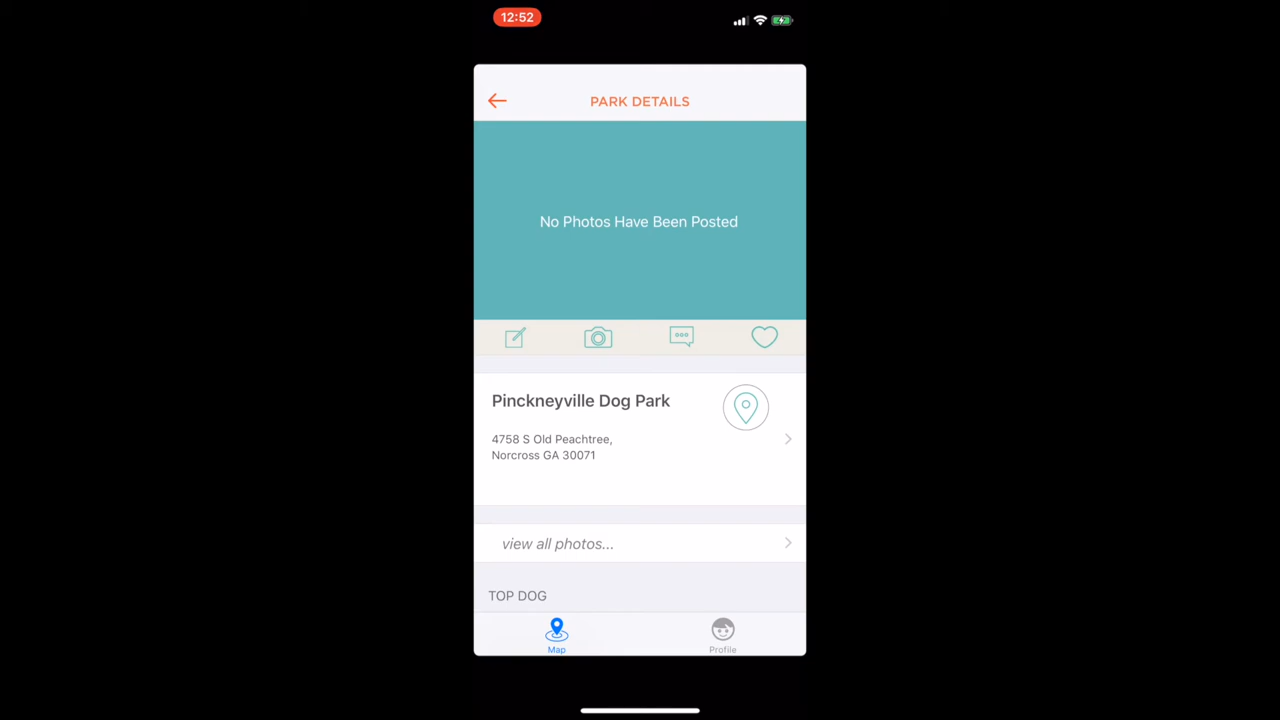 12:52
PARK DETAILS
No Photos Have Been Posted
Pinckneyville Dog Park
4758 S Old Peachtree,
Norcross GA 30071
view all photos...
TOP DOG
Map
Profile